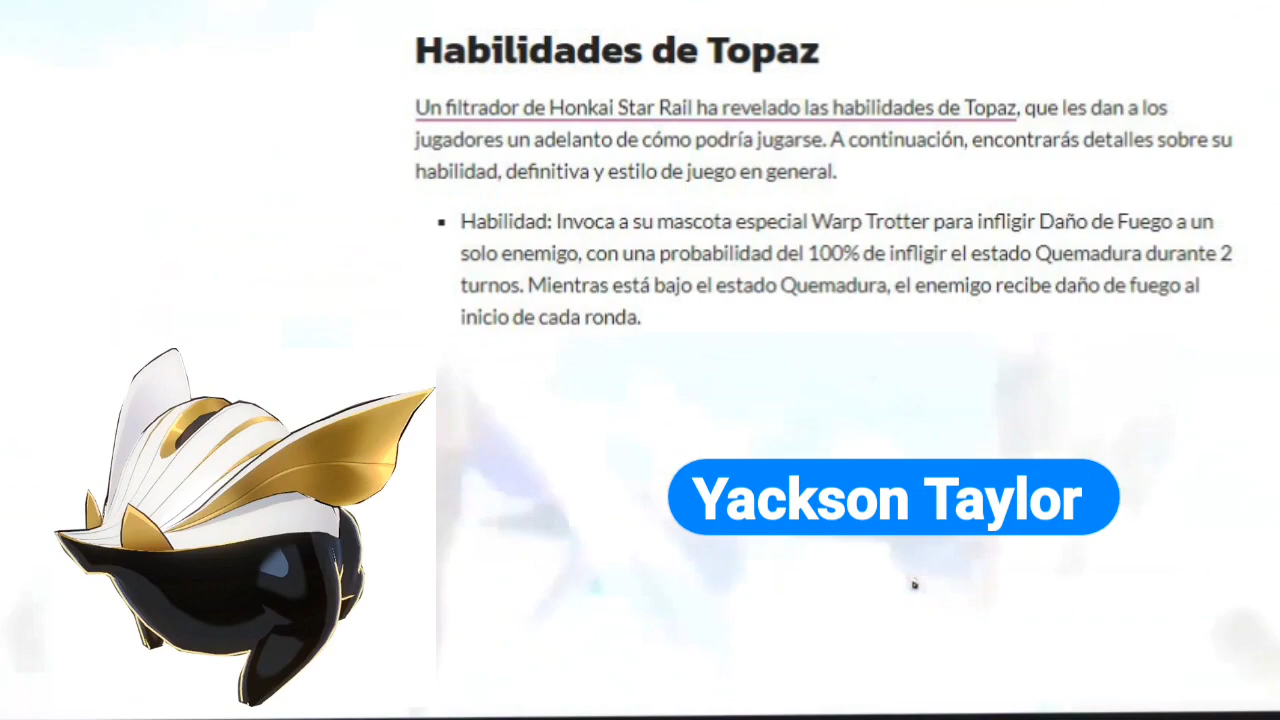 Habilidades de Topaz
Un filtrador de Honkai Star Rail ha revelado las habilidades de Topaz, que les dan a los
jugadores un adelanto de cómo podría jugarse. A continuación, encontrarás detalles sobre su
habilidad, definitiva y estilo de juego en general.
▪ Habilidad: Invoca a su mascota especial Warp Trotter para infligir Daño de Fuego a un
solo enemigo, con una probabilidad del 100% de infligir el estado Quemadura durante 2
turnos. Mientras está bajo el estado Quemadura, el enemigo recibe daño de fuego al
inicio de cada ronda.
Yackson Taylor